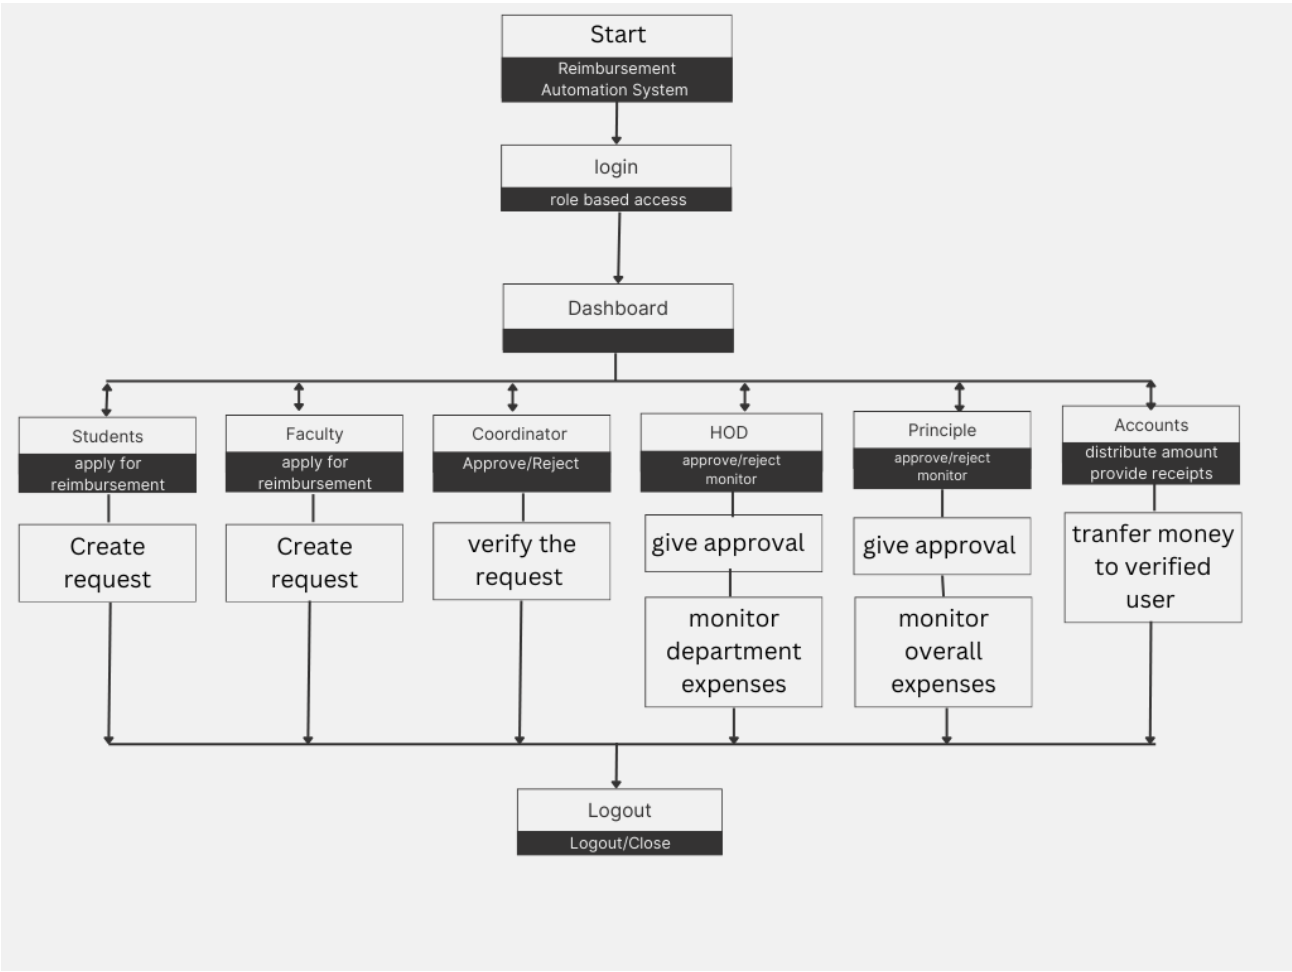 Start
Reimbursement
Automation System
login
role based access
Dashboard
Students
apply for
reimbursement
Create
request
Faculty
apply for
reimbursement
Create
request
Coordinator
Approve/Reject
verify the
request
HOD
approve/reject
monitor
give approval
monitor
department
expenses
Principle
approve/reject
monitor
give approval
monitor
overall
expenses
Accounts
distribute amount
provide receipts
tranfer money
to verified
user
Logout
Logout/Close